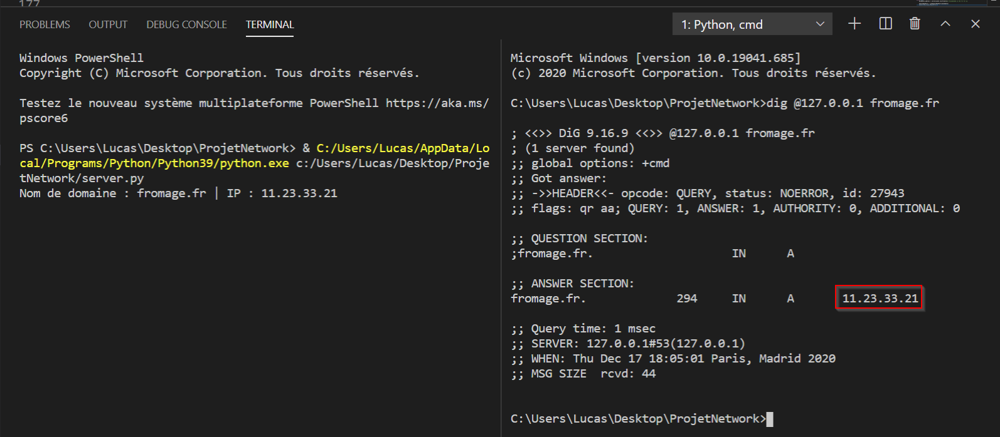 177
PROBLEMS OUTPUT DEBUG CONSOLE TERMINAL 1: Python, cmd
Windows PowerShell
Copyright (C) Microsoft Corporation. Tous droits réservés.
Testez le nouveau système multiplateforme PowerShell https://aka.ms/
pscore6
PS C:\Users\Lucas\Desktop\ProjetNetwork> & C:/Users/Lucas/AppData/Lo
cal/Programs/Python/Python39/python.exe c:/Users/Lucas/Desktop/Proje
tNetwork/server.py
Nom de domaine : fromage.fr | IP : 11.23.33.21
Microsoft Windows [version 10.0.19041.685]
(c) 2020 Microsoft Corporation. Tous droits réservés.
C:\Users\Lucas\Desktop\ProjetNetwork>dig @127.0.0.1 fromage.fr
; <<>> DiG 9.16.9 <<>> @127.0.0.1 fromage.fr
; (1 server found)
;; global options: +cmd
;; Got answer:
;; ->>HEADER<<- opcode: QUERY, status: NOERROR, id: 27943
;; flags: qr aa; QUERY: 1, ANSWER: 1, AUTHORITY: 0, ADDITIONAL: 0
;; QUESTION SECTION:
;fromage.fr. IN A
;; ANSWER SECTION:
fromage.fr. 294 IN A 11.23.33.21
;; Query time: 1 msec
;; SERVER: 127.0.0.1#53(127.0.0.1)
;; WHEN: Thu Dec 17 18:05:01 Paris, Madrid 2020
;; MSG SIZE  rcvd: 44
C:\Users\Lucas\Desktop\ProjetNetwork>